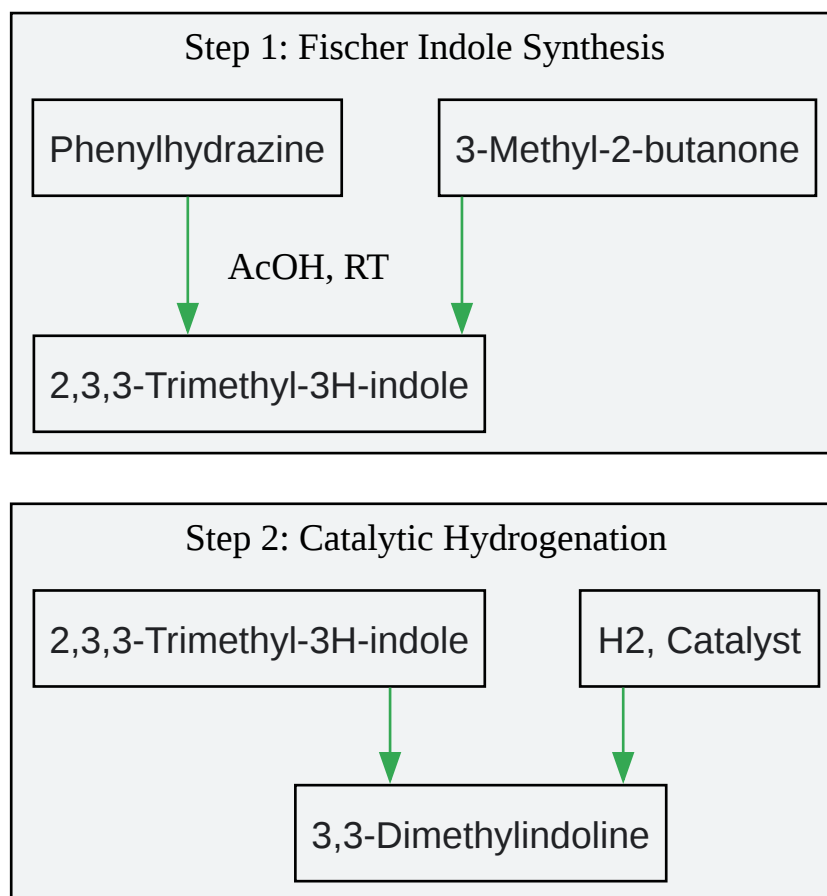 Step 1: Fischer Indole Synthesis
Phenylhydrazine
3-Methyl-2-butanone
AcOH, RT
2,3,3-Trimethyl-3H-indole
Step 2: Catalytic Hydrogenation
2,3,3-Trimethyl-3H-indole
H2, Catalyst
3,3-Dimethylindoline